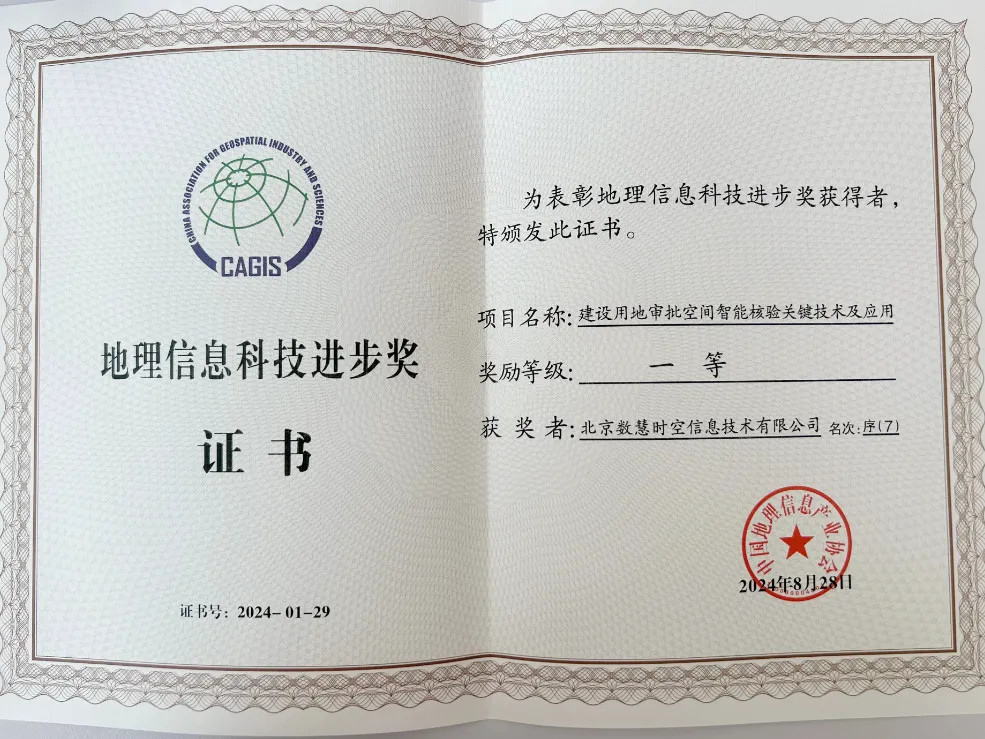 CHINA ASSOCIATION FOR GEOSPATIAL INDUSTRY AND SCIENCES
CAGIS
地理信息科技进步奖
证书
证书号：2024-01-29
为表彰地理信息科技进步奖获得者，
特颁发此证书。
项目名称：建设用地审批空间智能核验关键技术及应用
奖励等级：一等
获奖者：北京数慧时空信息技术有限公司 名次：序(7)
中国地理信息产业协会
2024年8月28日